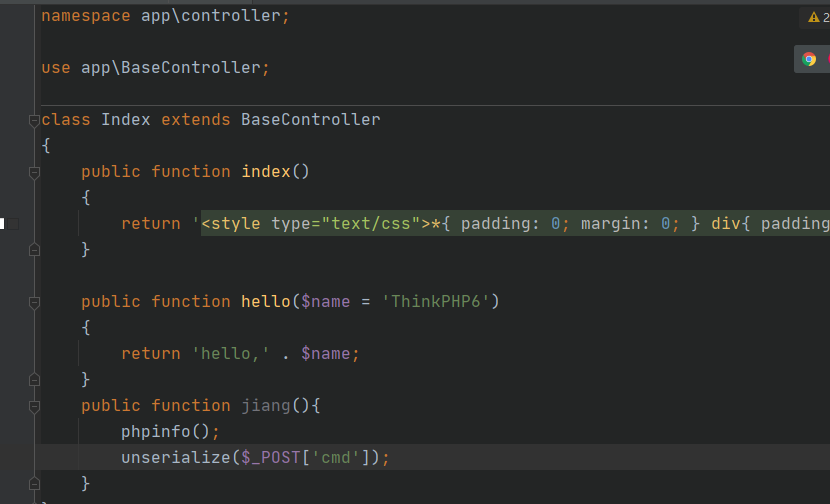 namespace app\controller;
2
use app\BaseController;
class Index extends BaseController
{
public function index()
{
return '<style type="text/css">*{ padding: 0; margin: 0; } div{ padding
}
public function hello($name = 'ThinkPHP6')
{
return 'hello,' . $name;
}
public function jiang(){
phpinfo();
unserialize($_POST['cmd']);
}